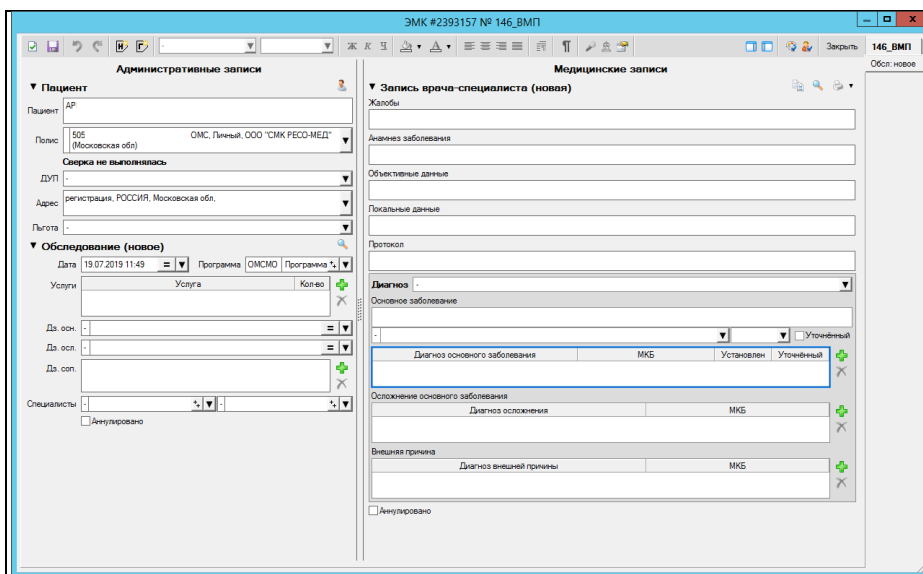 ЭМК #2393157 № 146_ВМП
Ж К Ч
Закрыть
146_ВМП
Обсл: новое
Административные записи
▼ Пациент
Пациент АР
Полис 505 ОМС, Личный, ООО "СМК РЕСО-МЕД"
(Московская обл)
Сверка не выполнялась
ДУП -
Адрес регистрация, РОССИЯ, Московская обл,
Льгота -
▼ Обследование (новое)
Дата 19.07.2019 11:49 = Программа ОМСМО Программа
Услуги Услуга Кол-во
Дз. осн. - =
Дз. осл. - =
Дз. соп.
Специалисты - -
Аннулировано
Медицинские записи
▼ Запись врача-специалиста (новая)
Жалобы
Анамнез заболевания
Объективные данные
Локальные данные
Протокол
Диагноз -
Основное заболевание
- Уточнённый
Диагноз основного заболевания МКБ Установлен Уточнённый
Осложнение основного заболевания
Диагноз осложнения МКБ
Внешняя причина
Диагноз внешней причины МКБ
Аннулировано